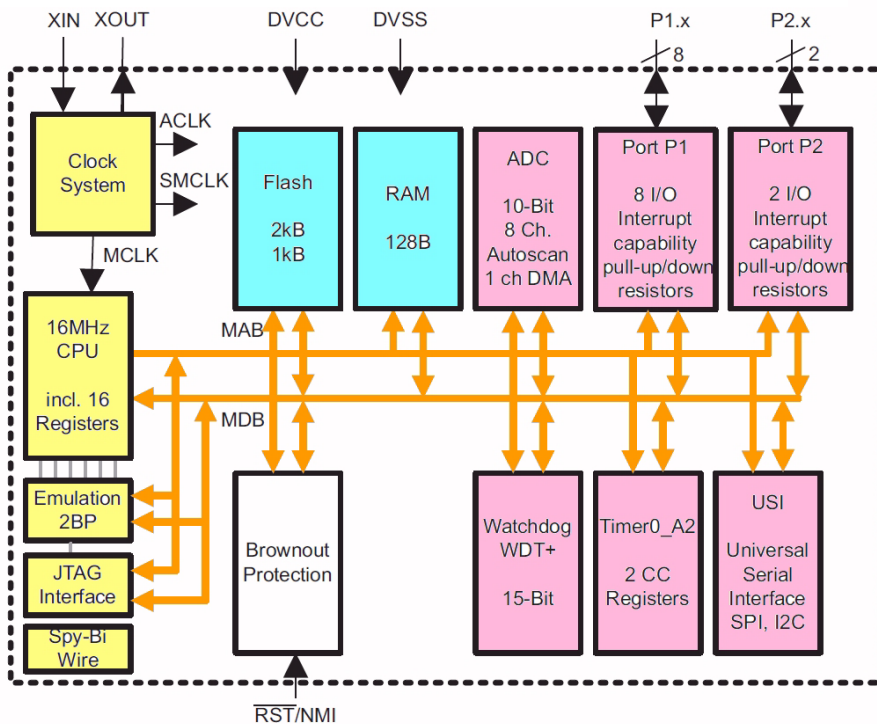 XIN XOUT DVCC DVSS P1.x P2.x
8 2
ACLK
SMCLK
MCLK
Clock
System
Flash
2kB
1kB
RAM
128B
ADC
10-Bit
8 Ch.
Autoscan
1 ch DMA
Port P1
8 I/O
Interrupt
capability
pull-up/down
resistors
Port P2
2 I/O
Interrupt
capability
pull-up/down
resistors
16MHz
CPU
incl. 16
Registers
MAB
MDB
Emulation
2BP
JTAG
Interface
Spy-Bi
Wire
Brownout
Protection
Watchdog
WDT+
15-Bit
Timer0_A2
2 CC
Registers
USI
Universal
Serial
Interface
SPI, I2C
RST/NMI